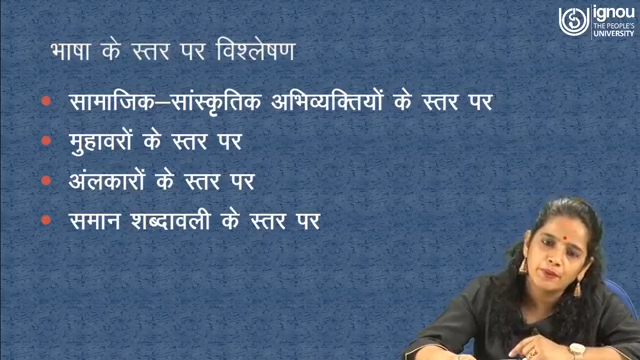 ignou
THE PEOPLE'S
UNIVERSITY
भाषा के स्तर पर विश्लेषण
सामाजिक–सांस्कृतिक अभिव्यक्तियों के स्तर पर
मुहावरों के स्तर पर
अंलकारों के स्तर पर
समान शब्दावली के स्तर पर